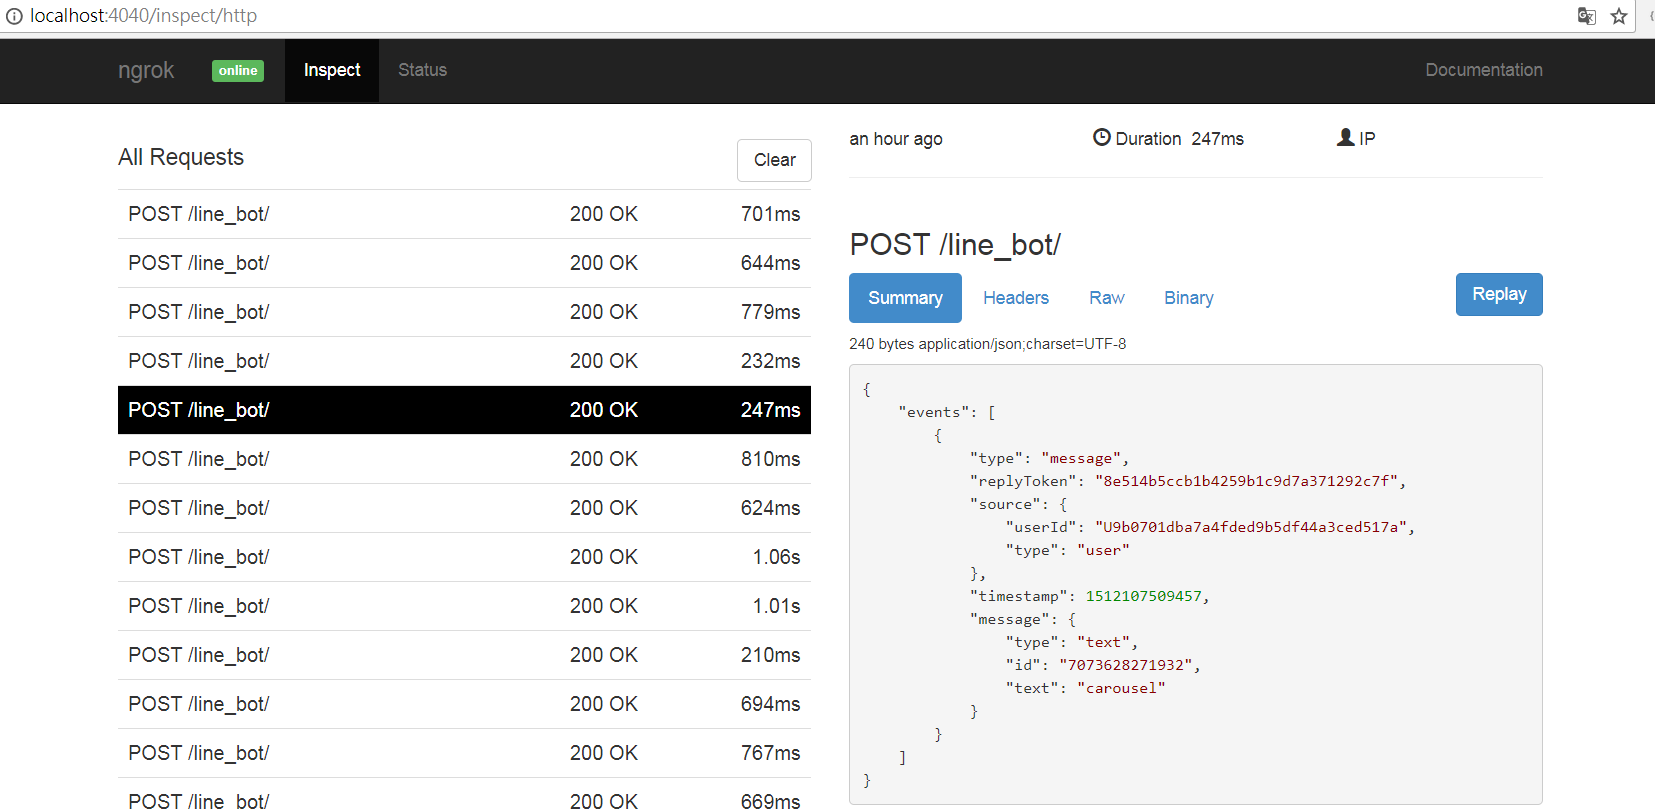 localhost:4040/inspect/http
ngrok online Inspect Status Documentation
All Requests
Clear
POST /line_bot/ 200 OK 701ms
POST /line_bot/ 200 OK 644ms
POST /line_bot/ 200 OK 779ms
POST /line_bot/ 200 OK 232ms
POST /line_bot/ 200 OK 247ms
POST /line_bot/ 200 OK 810ms
POST /line_bot/ 200 OK 624ms
POST /line_bot/ 200 OK 1.06s
POST /line_bot/ 200 OK 1.01s
POST /line_bot/ 200 OK 210ms
POST /line_bot/ 200 OK 694ms
POST /line_bot/ 200 OK 767ms
POST /line_bot/ 200 OK 669ms
an hour ago Duration 247ms IP
POST /line_bot/
Summary Headers Raw Binary Replay
240 bytes application/json;charset=UTF-8
{
    "events": [
        {
            "type": "message",
            "replyToken": "8e514b5ccb1b4259b1c9d7a371292c7f",
            "source": {
                "userId": "U9b0701dba7a4fded9b5df44a3ced517a",
                "type": "user"
            },
            "timestamp": 1512107509457,
            "message": {
                "type": "text",
                "id": "7073628271932",
                "text": "carousel"
            }
        }
    ]
}